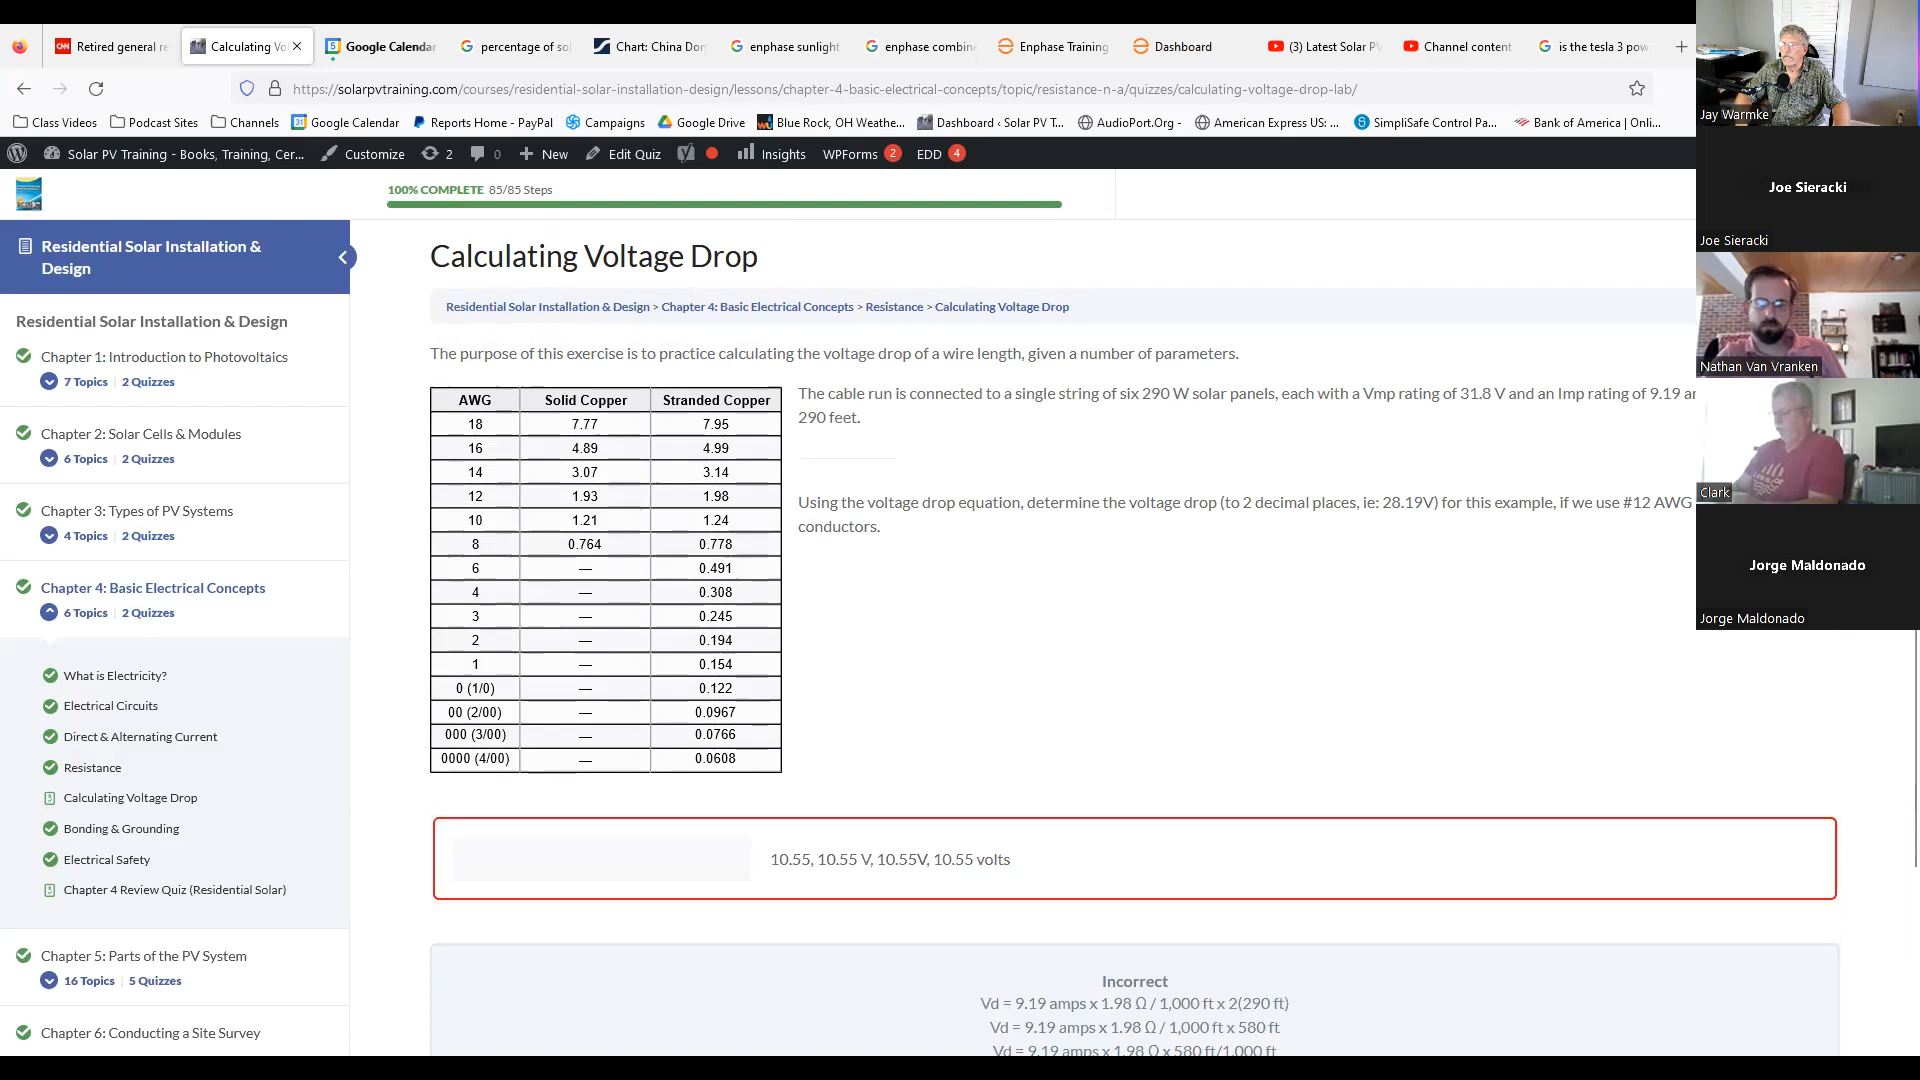 Retired general re
Calculating Vol
Google Calendar
percentage of so
Chart: China Dom
enphase sunlight
enphase combin
Enphase Training
Dashboard
(3) Latest Solar PV
Channel content
is the tesla 3 pow
https://solarpvtraining.com/courses/residential-solar-installation-design/lessons/chapter-4-basic-electrical-concepts/topic/resistance-n-a/quizzes/calculating-voltage-drop-lab/
Class Videos
Podcast Sites
Channels
Google Calendar
Reports Home - PayPal
Campaigns
Google Drive
Blue Rock, OH Weathe...
Dashboard ‹ Solar PV T...
AudioPort.Org -
American Express US: ...
SimpliSafe Control Pa...
Bank of America | Onli...
Solar PV Training - Books, Training, Cer...
Customize
2
0
New
Edit Quiz
Insights
WPForms 2
EDD 4
100% COMPLETE 85/85 Steps
Residential Solar Installation &
Design
Residential Solar Installation & Design
Chapter 1: Introduction to Photovoltaics
7 Topics | 2 Quizzes
Chapter 2: Solar Cells & Modules
6 Topics | 2 Quizzes
Chapter 3: Types of PV Systems
4 Topics | 2 Quizzes
Chapter 4: Basic Electrical Concepts
6 Topics | 2 Quizzes
What is Electricity?
Electrical Circuits
Direct & Alternating Current
Resistance
Calculating Voltage Drop
Bonding & Grounding
Electrical Safety
Chapter 4 Review Quiz (Residential Solar)
Chapter 5: Parts of the PV System
16 Topics | 5 Quizzes
Chapter 6: Conducting a Site Survey
Calculating Voltage Drop
Residential Solar Installation & Design > Chapter 4: Basic Electrical Concepts > Resistance > Calculating Voltage Drop
The purpose of this exercise is to practice calculating the voltage drop of a wire length, given a number of parameters.
AWG Solid Copper Stranded Copper
18 7.77 7.95
16 4.89 4.99
14 3.07 3.14
12 1.93 1.98
10 1.21 1.24
8 0.764 0.778
6 — 0.491
4 — 0.308
3 — 0.245
2 — 0.194
1 — 0.154
0 (1/0) — 0.122
00 (2/00) — 0.0967
000 (3/00) — 0.0766
0000 (4/00) — 0.0608
The cable run is connected to a single string of six 290 W solar panels, each with a Vmp rating of 31.8 V and an Imp rating of 9.19 an
290 feet.
Using the voltage drop equation, determine the voltage drop (to 2 decimal places, ie: 28.19V) for this example, if we use #12 AWG
conductors.
10.55, 10.55 V, 10.55V, 10.55 volts
Incorrect
Vd = 9.19 amps x 1.98 Ω / 1,000 ft x 2(290 ft)
Vd = 9.19 amps x 1.98 Ω / 1,000 ft x 580 ft
Vd = 9.19 amps x 1.98 Ω x 580 ft/1,000 ft
Jay Warmke
Joe Sieracki
Joe Sieracki
Nathan Van Vranken
Clark
Jorge Maldonado
Jorge Maldonado